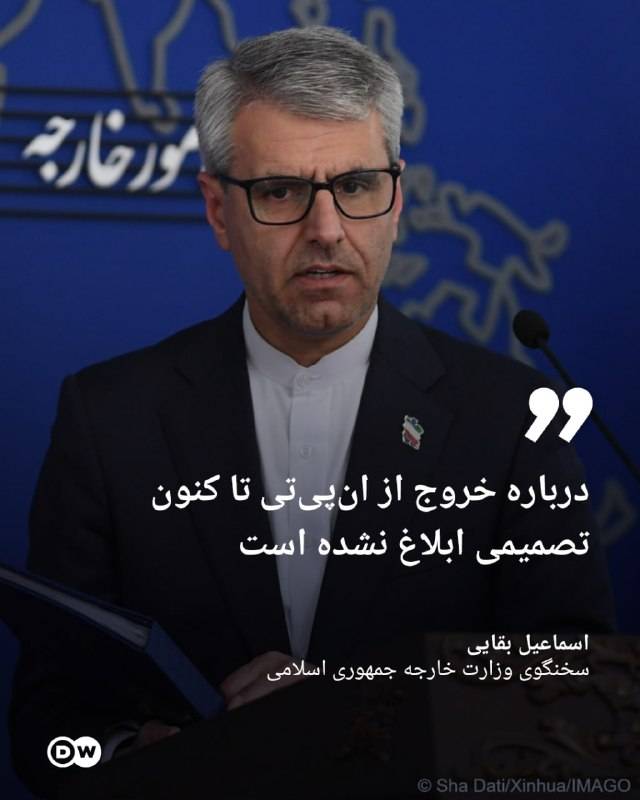 مور خارجه
”
درباره خروج از ان‌پی‌تی تا کنون
تصمیمی ابلاغ نشده است
اسماعیل بقایی
سخنگوی وزارت خارجه جمهوری اسلامی
DW
© Sha Dati/Xinhua/IMAGO